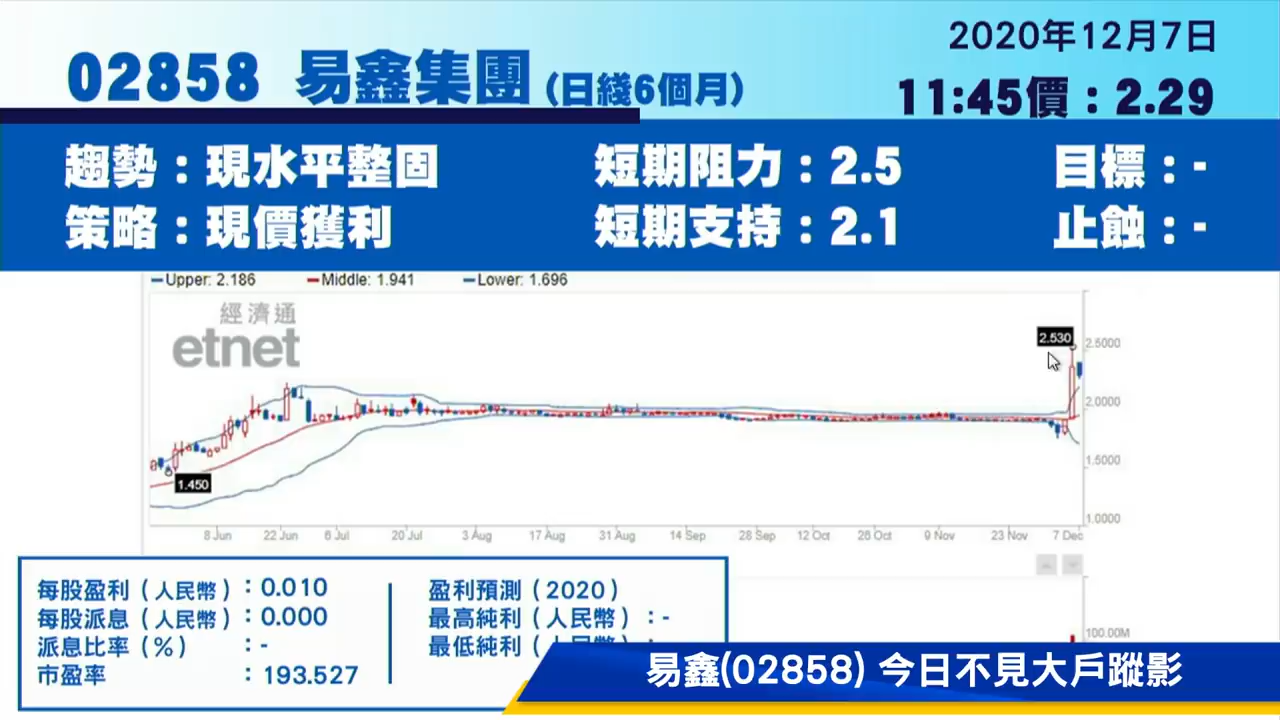 02858 易鑫集團 (日綫6個月)
2020年12月7日
11:45價：2.29
趨勢：現水平整固 短期阻力：2.5 目標：-
策略：現價獲利 短期支持：2.1 止蝕：-
Upper: 2.186 Middle: 1.941 Lower: 1.696
經濟通
etnet
2.530
2.5000
2.0000
1.5000
1.450
1.0000
8 Jun 22 Jun 6 Jul 20 Jul 3 Aug 17 Aug 31 Aug 14 Sep 28 Sep 12 Oct 26 Oct 9 Nov 23 Nov 7 Dec
100.00M
每股盈利（人民幣）：0.010
每股派息（人民幣）：0.000
派息比率（%）：-
市盈率：193.527
盈利預測（2020）
最高純利（人民幣）：-
最低純利（人民幣）：-
易鑫(02858) 今日不見大戶蹤影